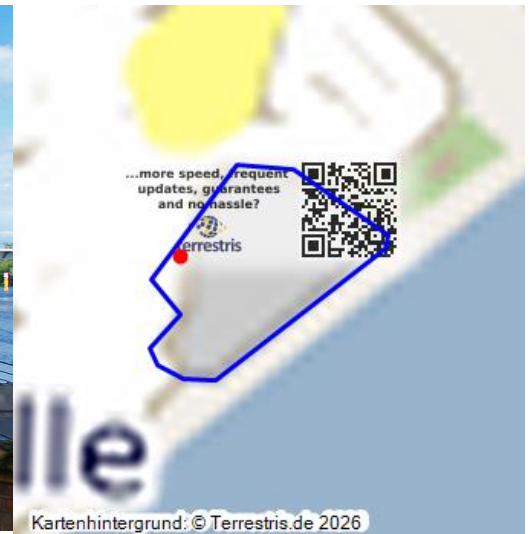 ...more speed, frequent
updates, guarantees
and no hassle?
terrestris
lle
Kartenhintergrund: © Terrestris.de 2026